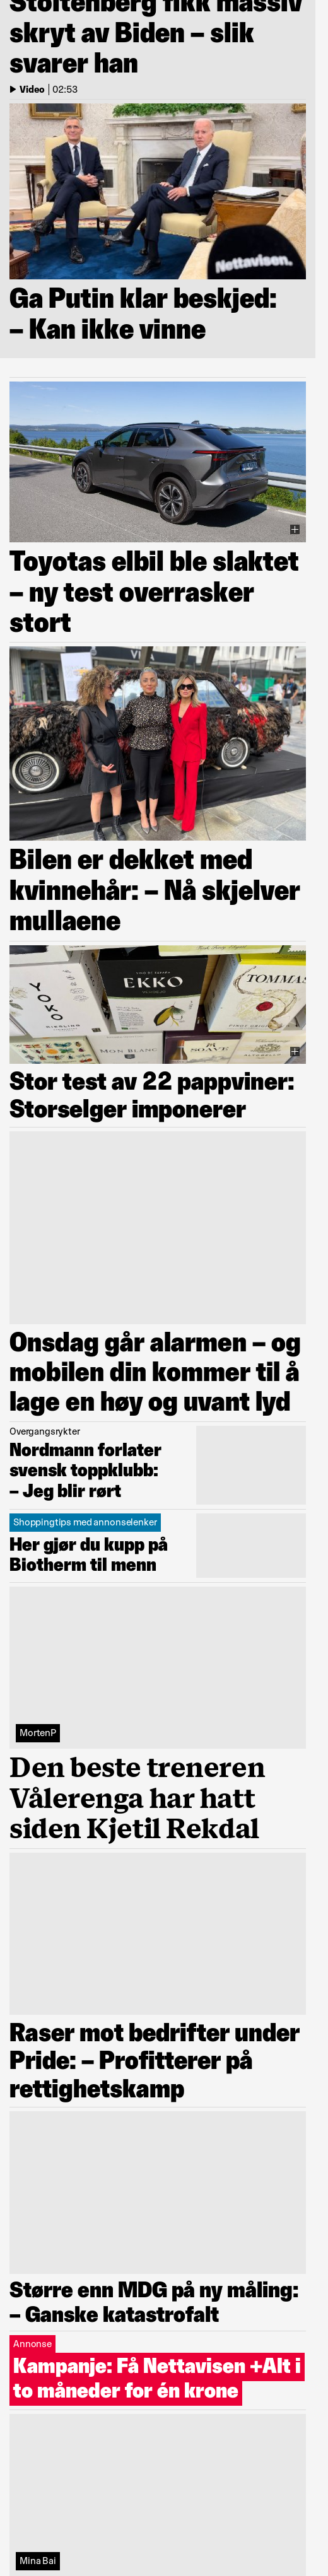 Stoltenberg fikk massiv
skryt av Biden – slik
svarer han
Video | 02:53
Nettavisen.
Ga Putin klar beskjed:
– Kan ikke vinne
Toyotas elbil ble slaktet
– ny test overrasker
stort
Bilen er dekket med
kvinnehår: – Nå skjelver
mullaene
YOKO
RIESLING
EKKO
TOMMAS
PINOT GRIGIO
MONT BLANC
SOAVE
Stor test av 22 pappviner:
Storselger imponerer
Onsdag går alarmen – og
mobilen din kommer til å
lage en høy og uvant lyd
Overgangsrykter
Nordmann forlater
svensk toppklubb:
– Jeg blir rørt
Shoppingtips med annonselenker
Her gjør du kupp på
Biotherm til menn
MortenP
Den beste treneren
Vålerenga har hatt
siden Kjetil Rekdal
Raser mot bedrifter under
Pride: – Profitterer på
rettighetskamp
Større enn MDG på ny måling:
– Ganske katastrofalt
Annonse
Kampanje: Få Nettavisen +Alt i
to måneder for én krone
Mina Bai